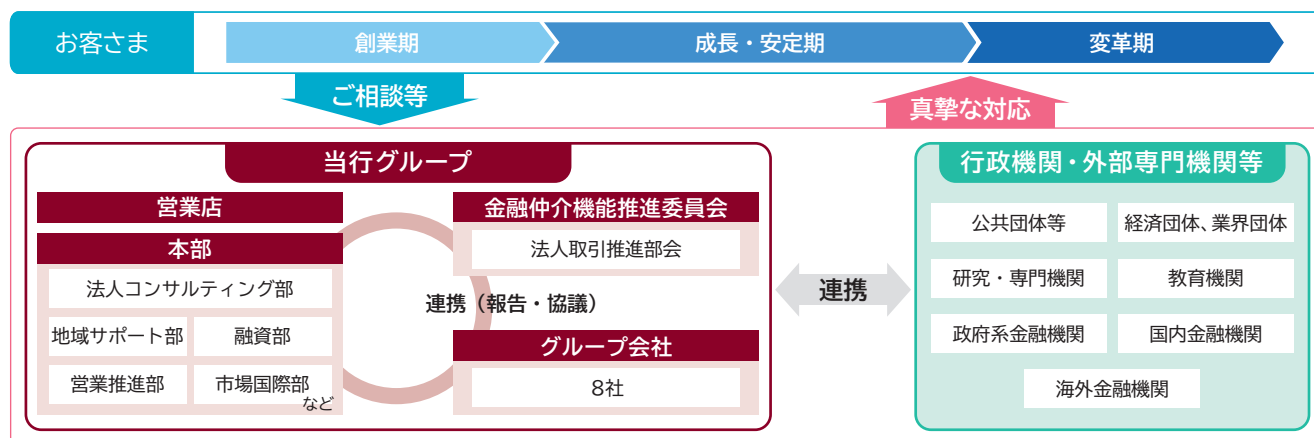 お客さま
創業期
成長・安定期
変革期
ご相談等
真摯な対応
当行グループ
営業店
本部
法人コンサルティング部
地域サポート部
融資部
営業推進部
市場国際部
など
金融仲介機能推進委員会
法人取引推進部会
連携（報告・協議）
グループ会社
8社
連携
行政機関・外部専門機関等
公共団体等
経済団体、業界団体
研究・専門機関
教育機関
政府系金融機関
国内金融機関
海外金融機関